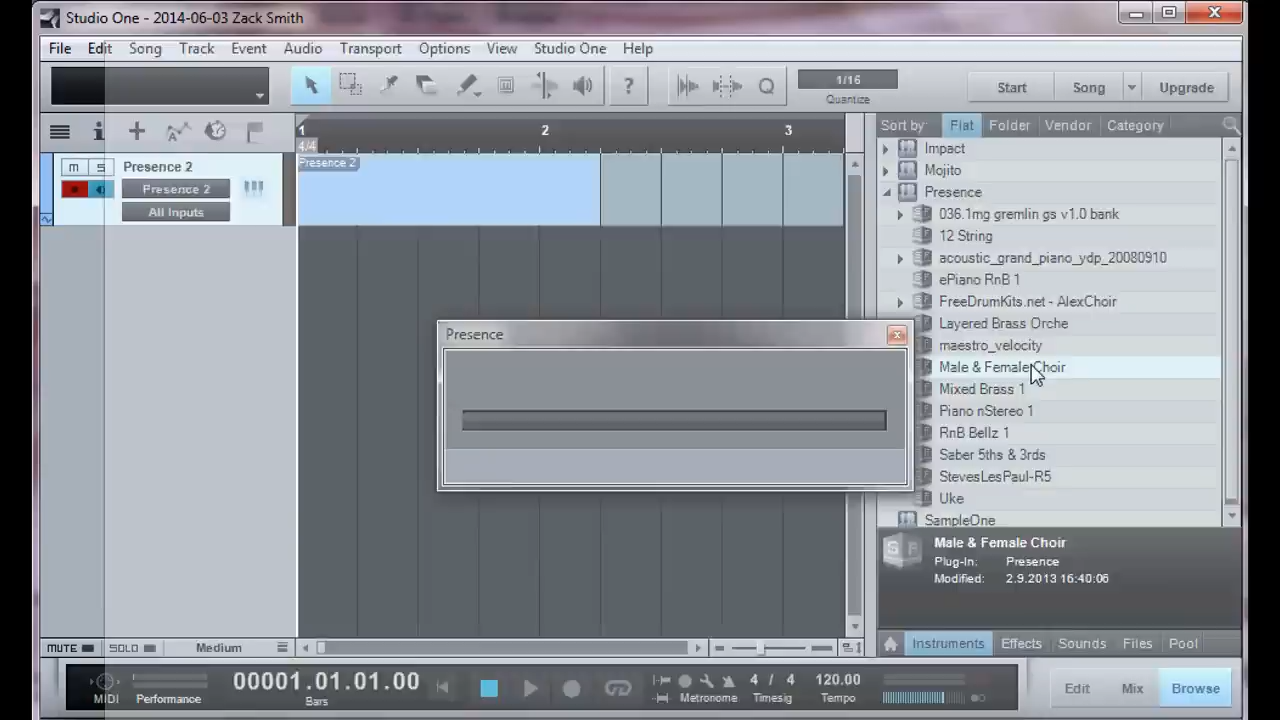 Studio One - 2014-06-03 Zack Smith
File Edit Song Track Event Audio Transport Options View Studio One Help
? Q 1/16 Start Song Upgrade
Quantize
1 2 3
4/4
Sort by: Flat Folder Vendor Category
m S Presence 2
Presence 2
All Inputs
Presence 2
Impact
Mojito
Presence
036.1mg gremlin gs v1.0 bank
12 String
acoustic_grand_piano_ydp_20080910
ePiano RnB 1
FreeDrumKits.net - AlexChoir
Layered Brass Orche
maestro_velocity
Male & Female Choir
Mixed Brass 1
Piano nStereo 1
RnB Bellz 1
Saber 5ths & 3rds
StevesLesPaul-R5
Uke
SampleOne
Presence
Male & Female Choir
Plug-In: Presence
Modified: 2.9.2013 16:40:06
MUTE SOLO Medium
Instruments Effects Sounds Files Pool
MIDI Performance 00001.01.01.00 Bars Metronome 4 / 4 Timesig 120.00 Tempo
Edit Mix Browse